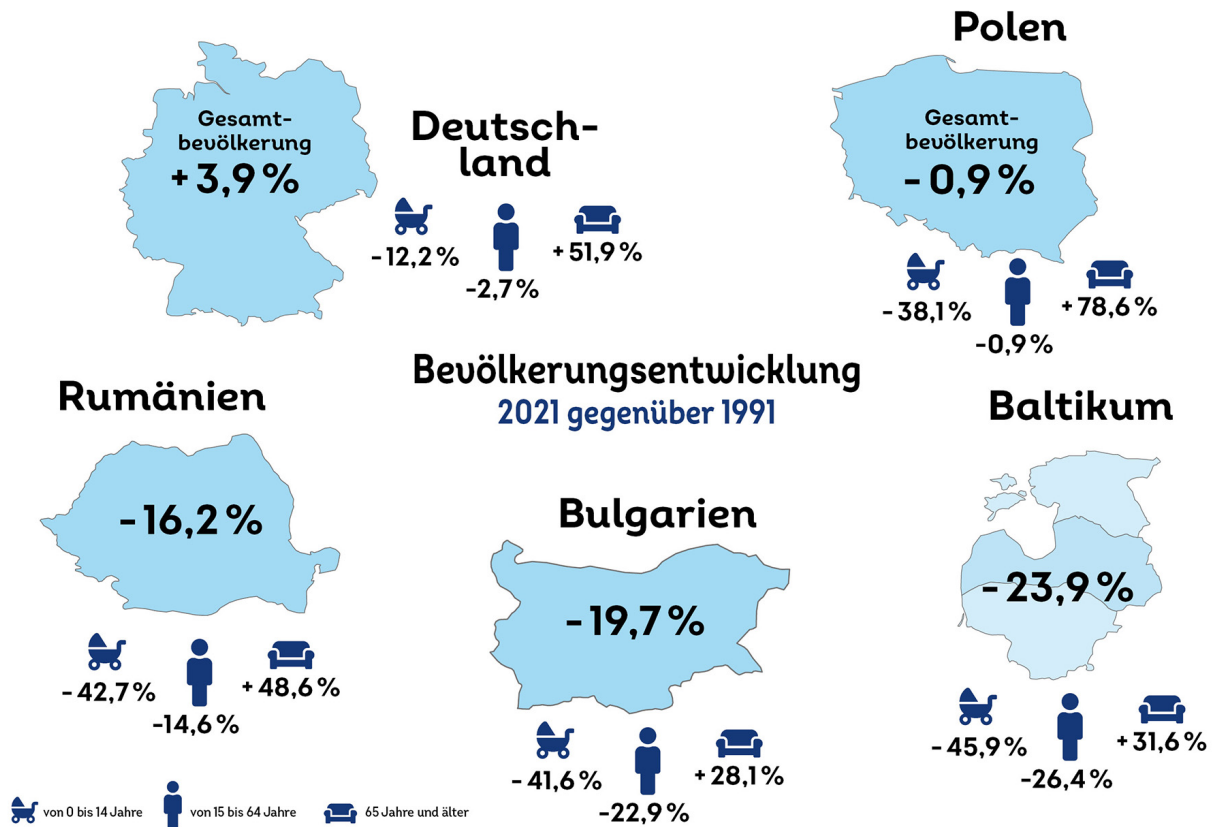 Deutsch-
land
Gesamt-
bevölkerung
+ 3,9 %
-12,2 %
-2,7 %
+ 51,9 %
Polen
Gesamt-
bevölkerung
- 0,9 %
- 38,1 %
-0,9 %
+ 78,6 %
Bevölkerungsentwicklung
2021 gegenüber 1991
Rumänien
- 16,2 %
- 42,7 %
-14,6 %
+ 48,6 %
Bulgarien
- 19,7 %
- 41,6 %
-22,9 %
+ 28,1 %
Baltikum
- 23,9 %
- 45,9 %
-26,4 %
+ 31,6 %
von 0 bis 14 Jahre
von 15 bis 64 Jahre
65 Jahre und älter